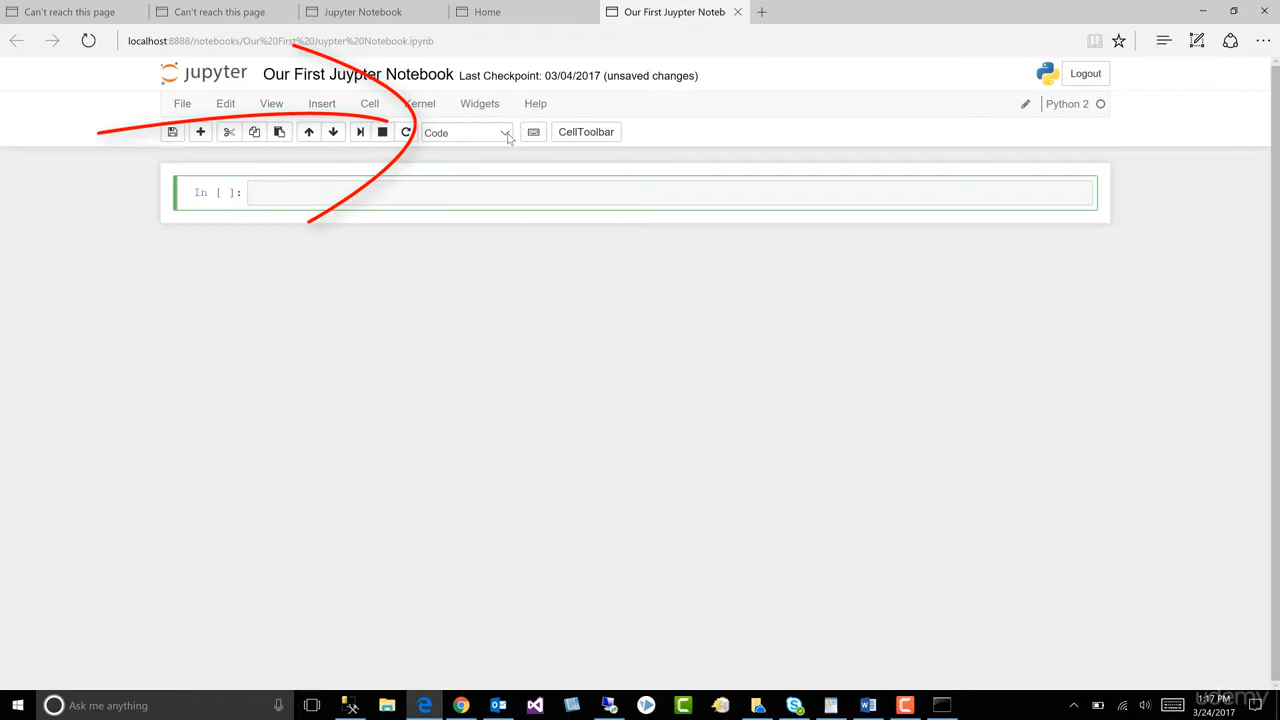 Can't reach this page
Can't reach this page
Jupyter Notebook
Home
Our First Juypter Noteb
localhost:8888/notebooks/Our%20First%20Juypter%20Notebook.ipynb
jupyter Our First Juypter Notebook Last Checkpoint: 03/04/2017 (unsaved changes)
Logout
File Edit View Insert Cell Kernel Widgets Help
Python 2
Code
CellToolbar
In [ ]:
Ask me anything
1:17 PM
3/24/2017
udemy